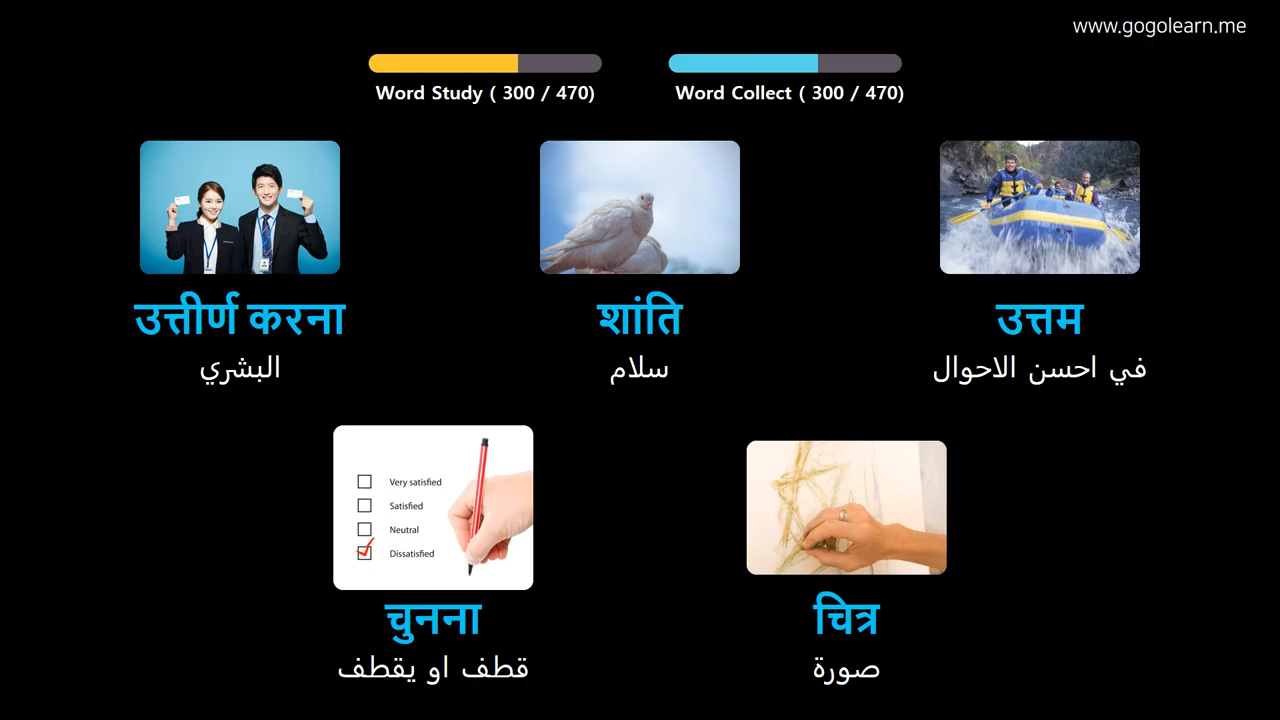 www.gogolearn.me
Word Study ( 300 / 470)
Word Collect ( 300 / 470)
उत्तीर्ण करना
البشري
शांति
سلام
उत्तम
في احسن الاحوال
Very satisfied
Satisfied
Neutral
Dissatisfied
चुनना
قطف او يقطف
चित्र
صورة